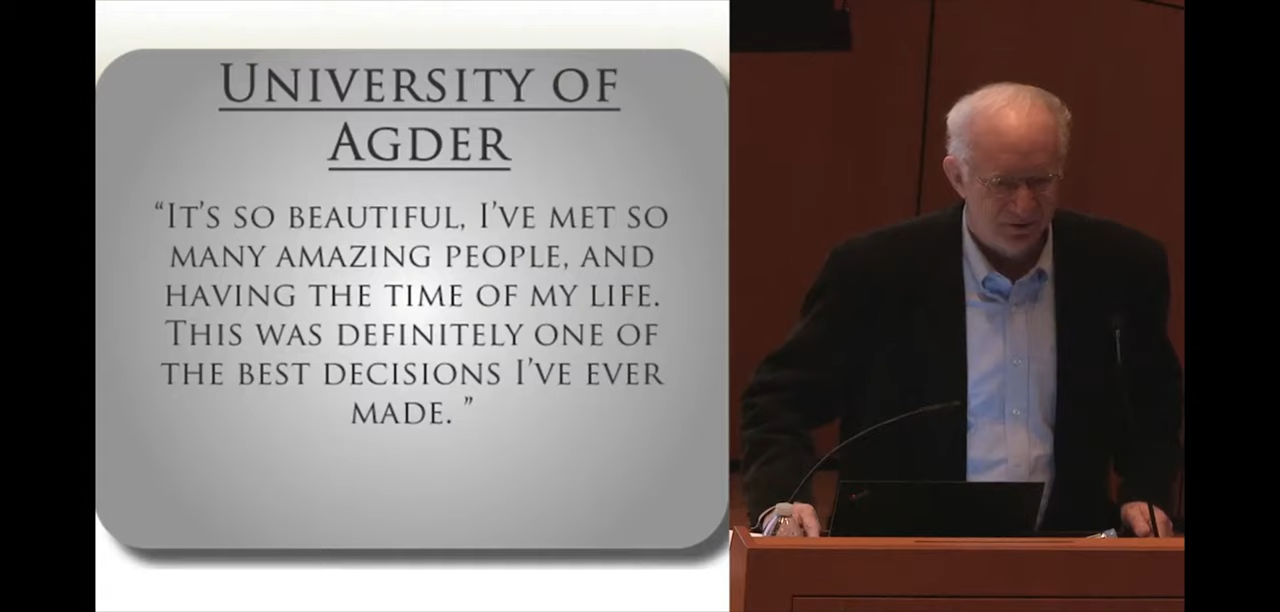 University of
Agder
“It’s so beautiful, I’ve met so
many amazing people, and
having the time of my life.
This was definitely one of
the best decisions I’ve ever
made. ”